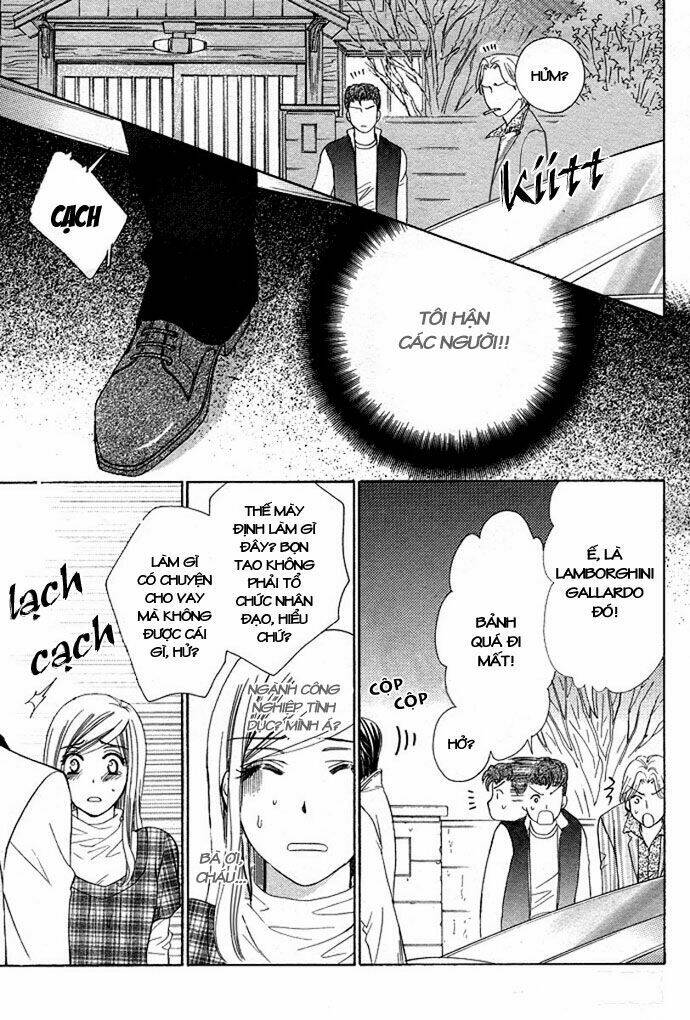 HỬM?
kiitt
CẠCH
TÔI HẬN
CÁC NGƯỜI!!
Ế, LÀ
LAMBORGHINI
GALLARDO
ĐÓ!
BẢNH
QUÁ ĐI
MẤT!
HỞ?
CỘP
CỘP
THẾ MÀY
ĐỊNH LÀM GÌ
ĐÂY? BỌN
TAO KHÔNG
PHẢI TỔ
CHỨC NHÂN
ĐẠO, HIỂU
CHỨ?
LÀM GÌ
CÓ CHUYỆN
CHO VAY
MÀ KHÔNG
ĐƯỢC CÁI
GÌ, HỬ?
NGÀNH CÔNG
NGHIỆP TÌNH
DỤC? MÌNH Á?
BÀ ƠI,
CHÁU...
lạch
cạch